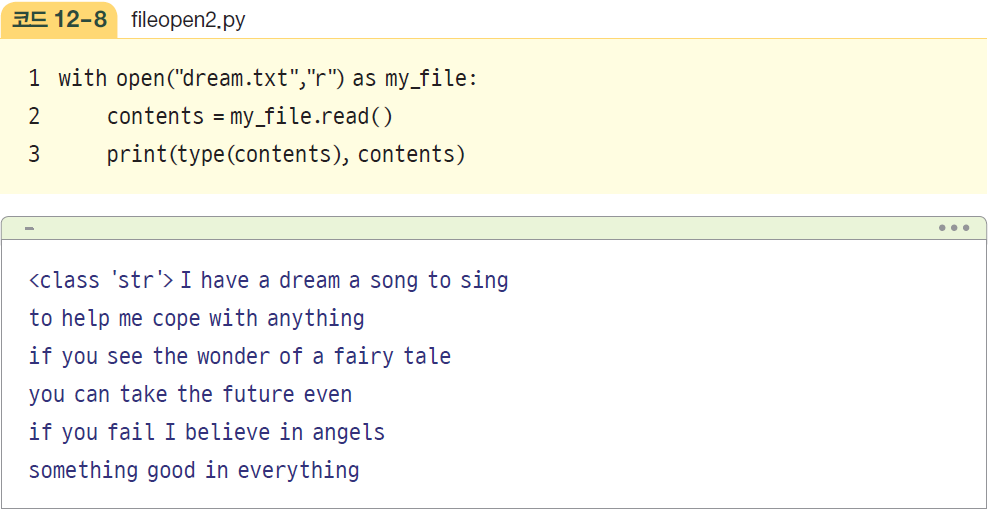 코드 12-8 fileopen2.py
1 with open("dream.txt","r") as my_file:
2 contents = my_file.read()
3 print(type(contents), contents)
<class 'str'> I have a dream a song to sing
to help me cope with anything
if you see the wonder of a fairy tale
you can take the future even
if you fail I believe in angels
something good in everything